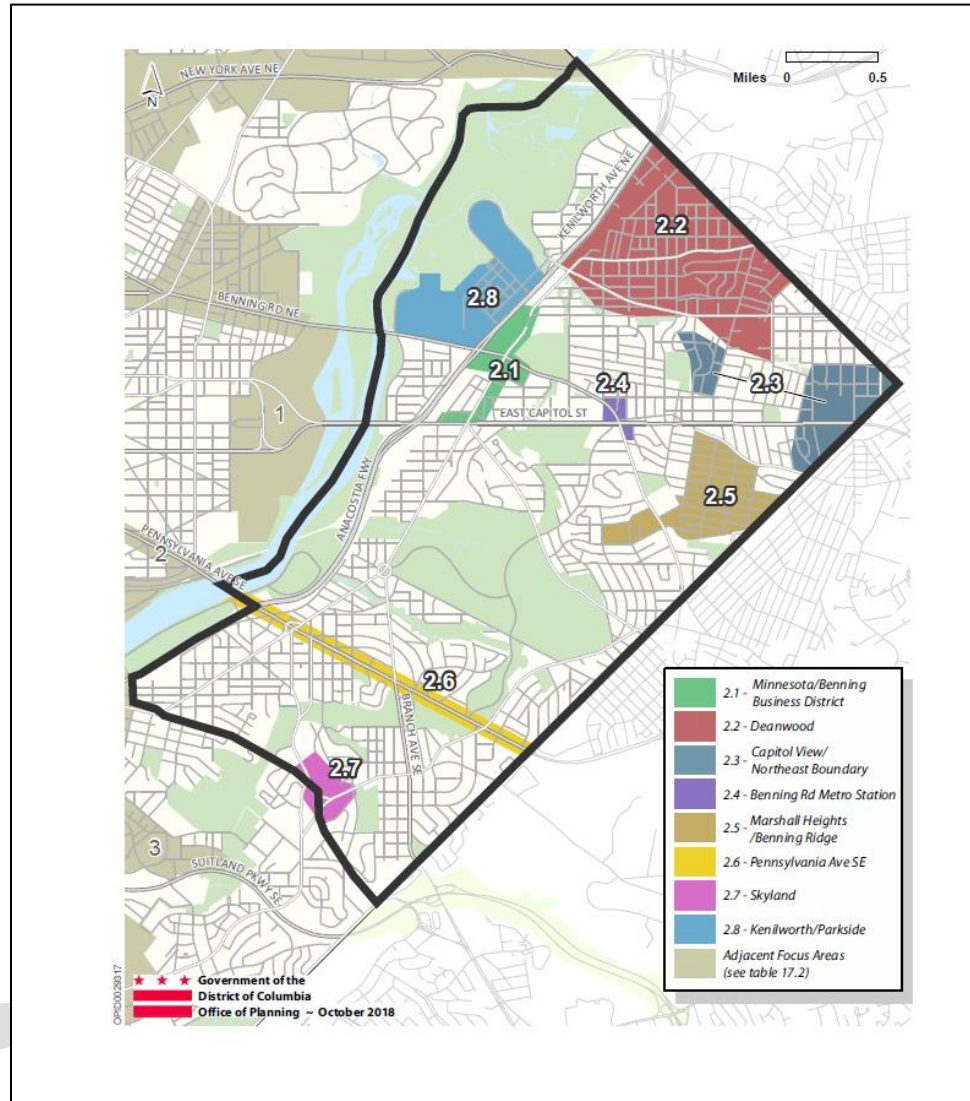 NEW YORK AVE NE
N
Miles 0 0.5
KENILWORTH AVE NE
2.2
2.8
BENNING RD NE
2.1
2.4
2.3
1
EAST CAPITOL ST
2.5
ANACOSTIA FWY
PENNSYLVANIA AVE SE
2
2.6
BRANCH AVE SE
2.7
3
SUITLAND PKWY SE
2.1 - Minnesota/Benning
Business District
2.2 - Deanwood
2.3 - Capitol View/
Northeast Boundary
2.4 - Benning Rd Metro Station
2.5 - Marshall Heights
/Benning Ridge
2.6 - Pennsylvania Ave SE
2.7 - Skyland
2.8 - Kenilworth/Parkside
Adjacent Focus Areas
(see table 17.2)
Government of the
District of Columbia
Office of Planning ~ October 2018
OPID0029317